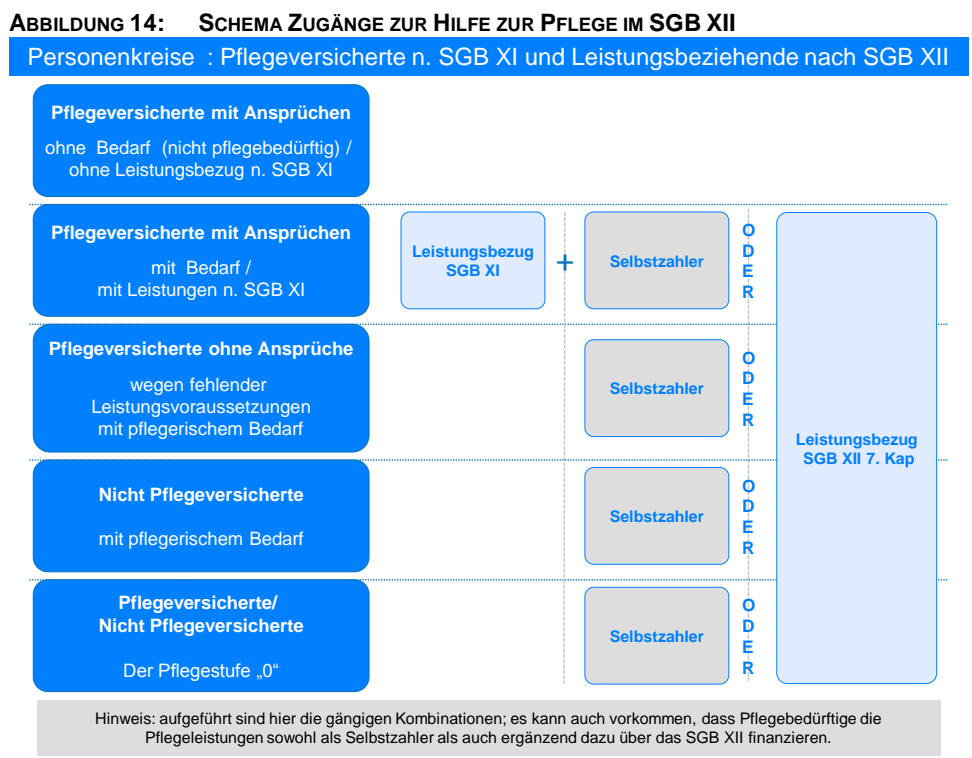 ABBILDUNG 14: SCHEMA ZUGÄNGE ZUR HILFE ZUR PFLEGE IM SGB XII
Personenkreise : Pflegeversicherte n. SGB XI und Leistungsbeziehende nach SGB XII
Pflegeversicherte mit Ansprüchen
ohne Bedarf (nicht pflegebedürftig) /
ohne Leistungsbezug n. SGB XI
Pflegeversicherte mit Ansprüchen
mit Bedarf /
mit Leistungen n. SGB XI
Leistungsbezug
SGB XI
+
Selbstzahler
O
D
E
R
Pflegeversicherte ohne Ansprüche
wegen fehlender
Leistungsvoraussetzungen
mit pflegerischem Bedarf
Selbstzahler
O
D
E
R
Leistungsbezug
SGB XII 7. Kap
Nicht Pflegeversicherte
mit pflegerischem Bedarf
Selbstzahler
O
D
E
R
Pflegeversicherte/
Nicht Pflegeversicherte
Der Pflegestufe „0“
Selbstzahler
O
D
E
R
Hinweis: aufgeführt sind hier die gängigen Kombinationen; es kann auch vorkommen, dass Pflegebedürftige die
Pflegeleistungen sowohl als Selbstzahler als auch ergänzend dazu über das SGB XII finanzieren.